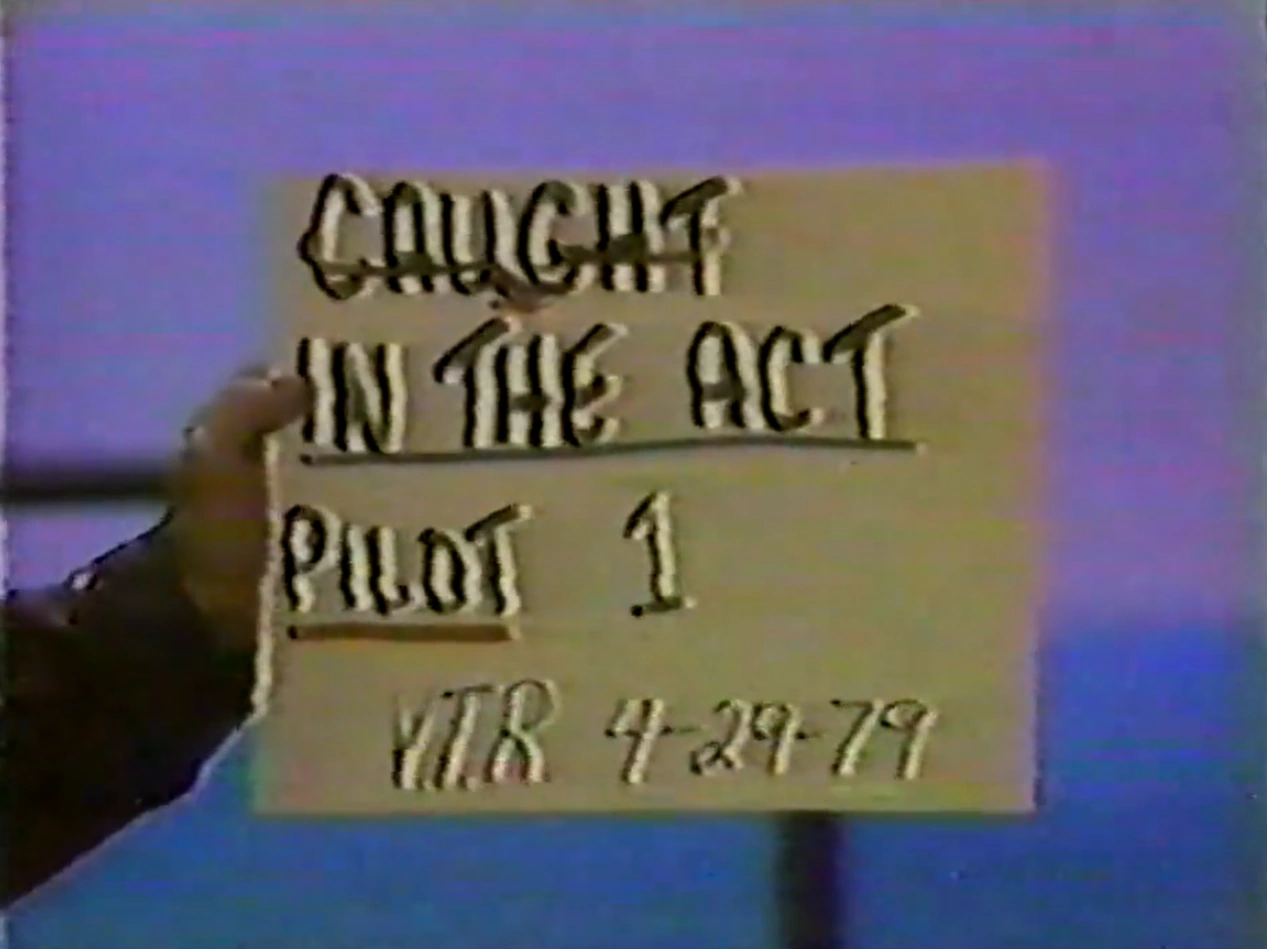 CAUGHT
IN THE ACT
PILOT 1
VTR 4-29-79